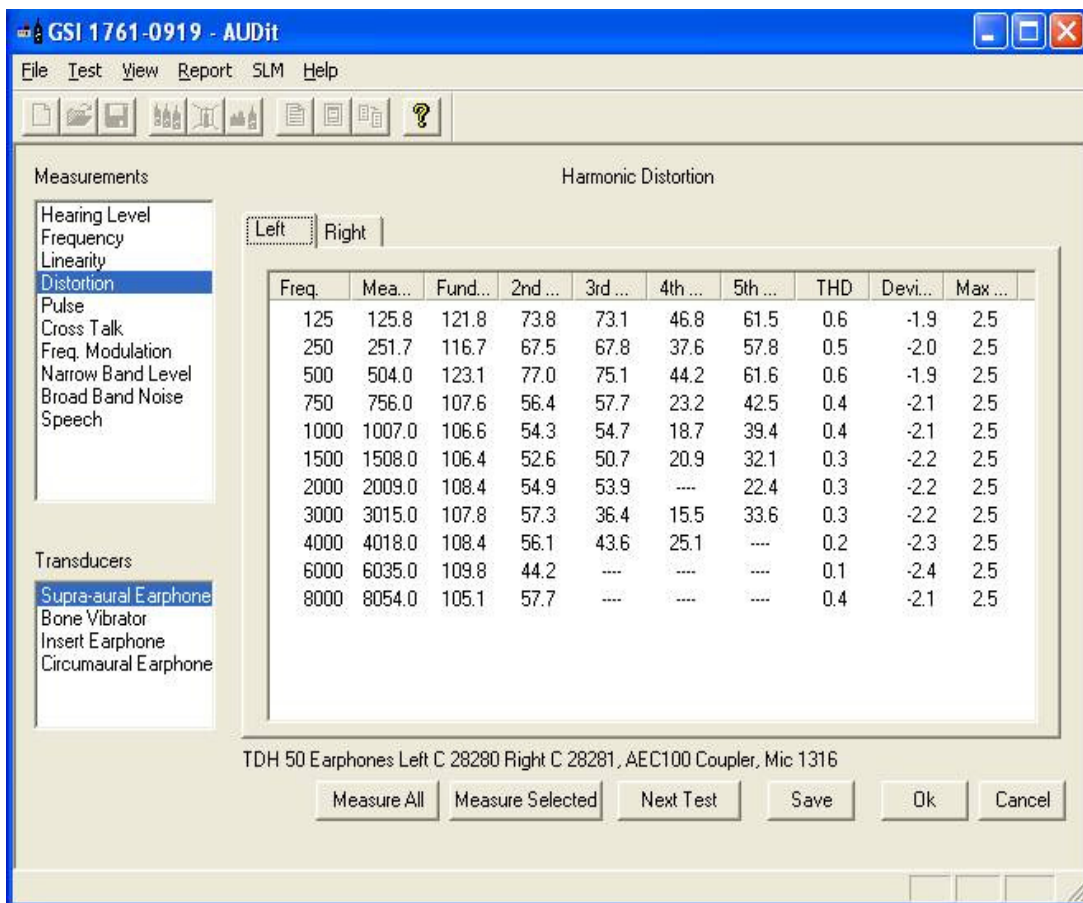 GSI 1761-0919 - AUDit
File Test View Report SLM Help
Measurements
Harmonic Distortion
Hearing Level
Frequency
Linearity
Distortion
Pulse
Cross Talk
Freq. Modulation
Narrow Band Level
Broad Band Noise
Speech
Left Right
Freq. Mea... Fund... 2nd ... 3rd ... 4th ... 5th ... THD Devi... Max ...
125 125.8 121.8 73.8 73.1 46.8 61.5 0.6 -1.9 2.5
250 251.7 116.7 67.5 67.8 37.6 57.8 0.5 -2.0 2.5
500 504.0 123.1 77.0 75.1 44.2 61.6 0.6 -1.9 2.5
750 756.0 107.6 56.4 57.7 23.2 42.5 0.4 -2.1 2.5
1000 1007.0 106.6 54.3 54.7 18.7 39.4 0.4 -2.1 2.5
1500 1508.0 106.4 52.6 50.7 20.9 32.1 0.3 -2.2 2.5
2000 2009.0 108.4 54.9 53.9 ---- 22.4 0.3 -2.2 2.5
3000 3015.0 107.8 57.3 36.4 15.5 33.6 0.3 -2.2 2.5
4000 4018.0 108.4 56.1 43.6 25.1 ---- 0.2 -2.3 2.5
6000 6035.0 109.8 44.2 ---- ---- ---- 0.1 -2.4 2.5
8000 8054.0 105.1 57.7 ---- ---- ---- 0.4 -2.1 2.5
Transducers
Supra-aural Earphone
Bone Vibrator
Insert Earphone
Circumaural Earphone
TDH 50 Earphones Left C 28280 Right C 28281, AEC100 Coupler, Mic 1316
Measure All Measure Selected Next Test Save Ok Cancel